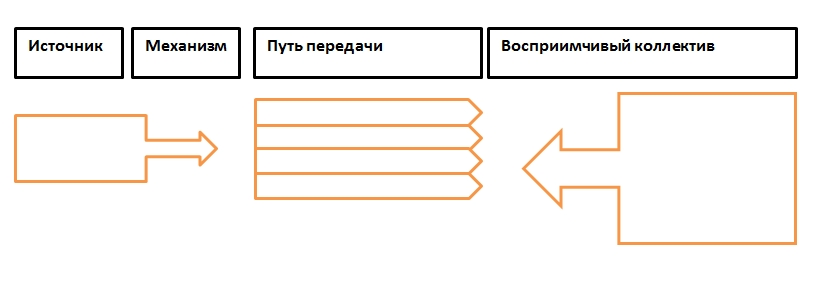 Источник
Механизм
Путь передачи
Восприимчивый коллектив